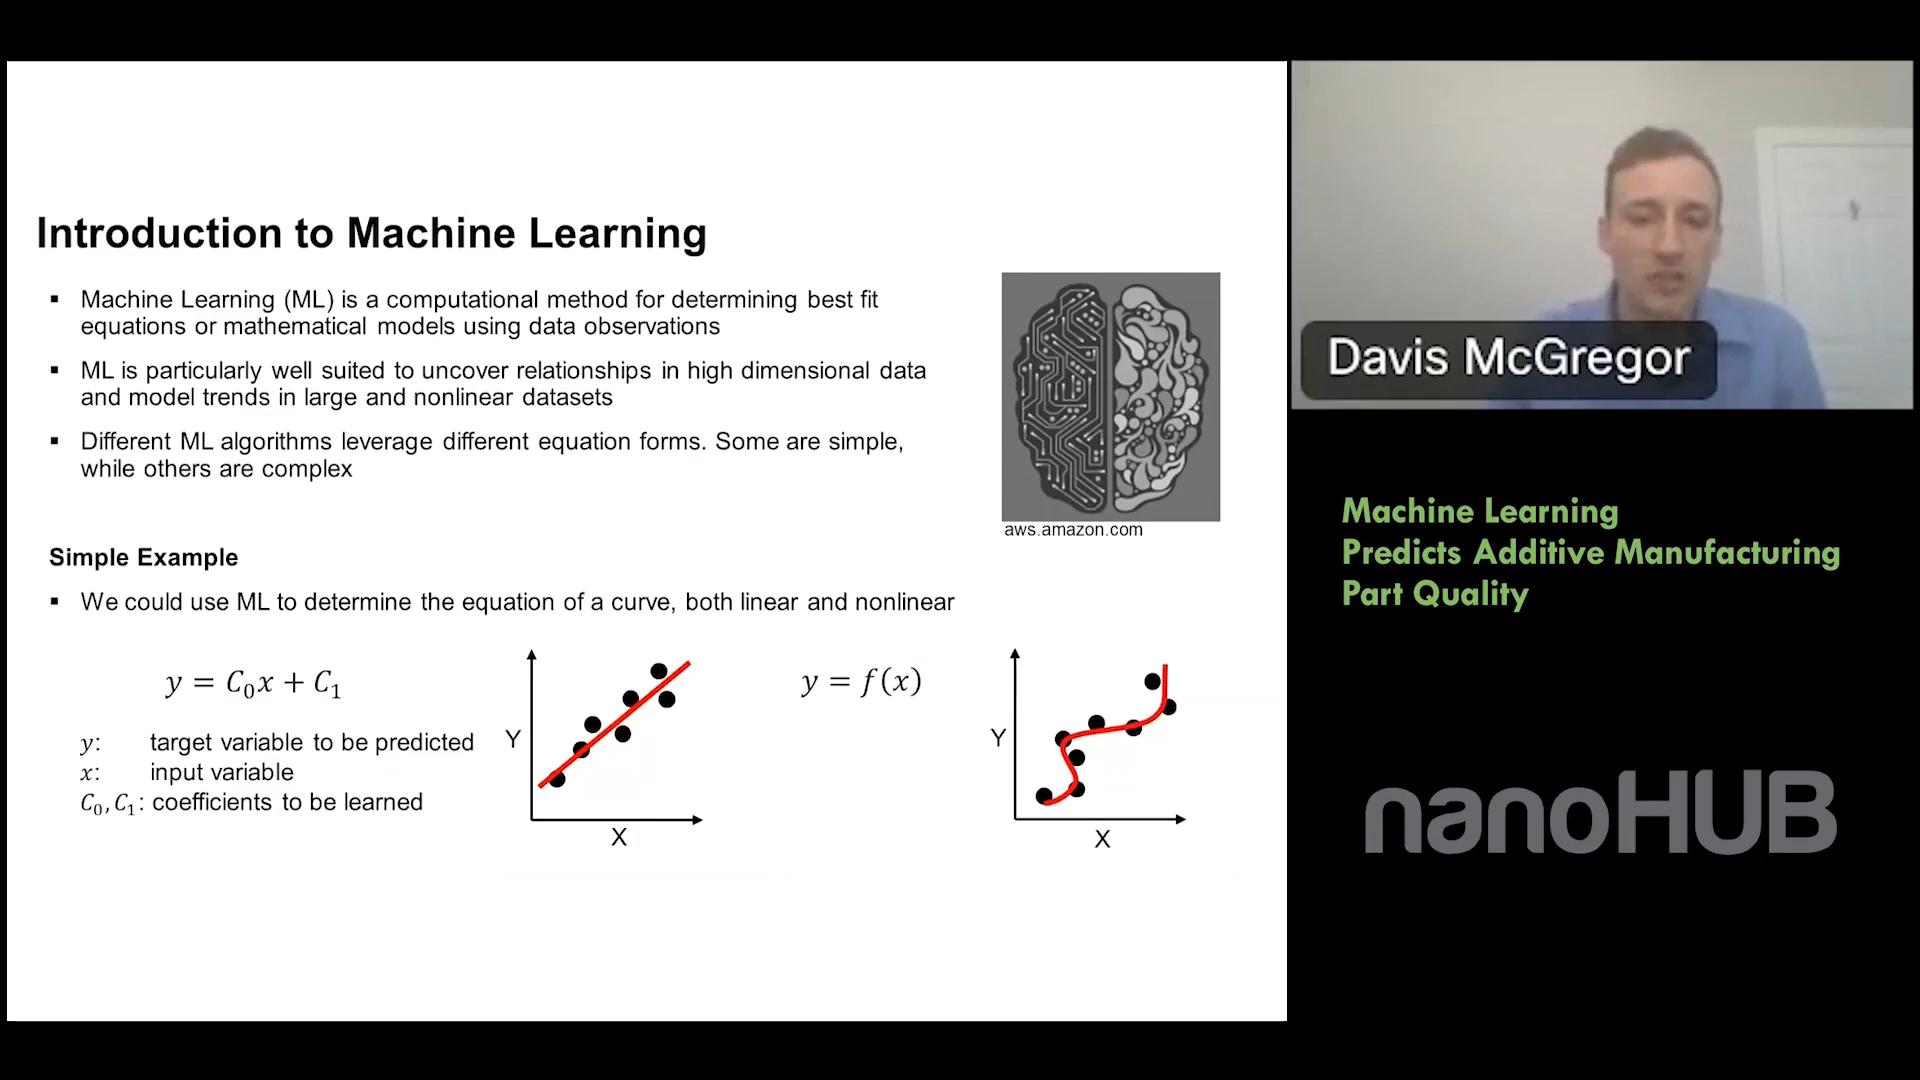 Introduction to Machine Learning
▪ Machine Learning (ML) is a computational method for determining best fit
equations or mathematical models using data observations
▪ ML is particularly well suited to uncover relationships in high dimensional data
and model trends in large and nonlinear datasets
▪ Different ML algorithms leverage different equation forms. Some are simple,
while others are complex
aws.amazon.com
Simple Example
▪ We could use ML to determine the equation of a curve, both linear and nonlinear
y = C₀x + C₁
y: target variable to be predicted
x: input variable
C₀, C₁: coefficients to be learned
Y
X
y = f(x)
Y
X
Davis McGregor
Machine Learning
Predicts Additive Manufacturing
Part Quality
nanoHUB